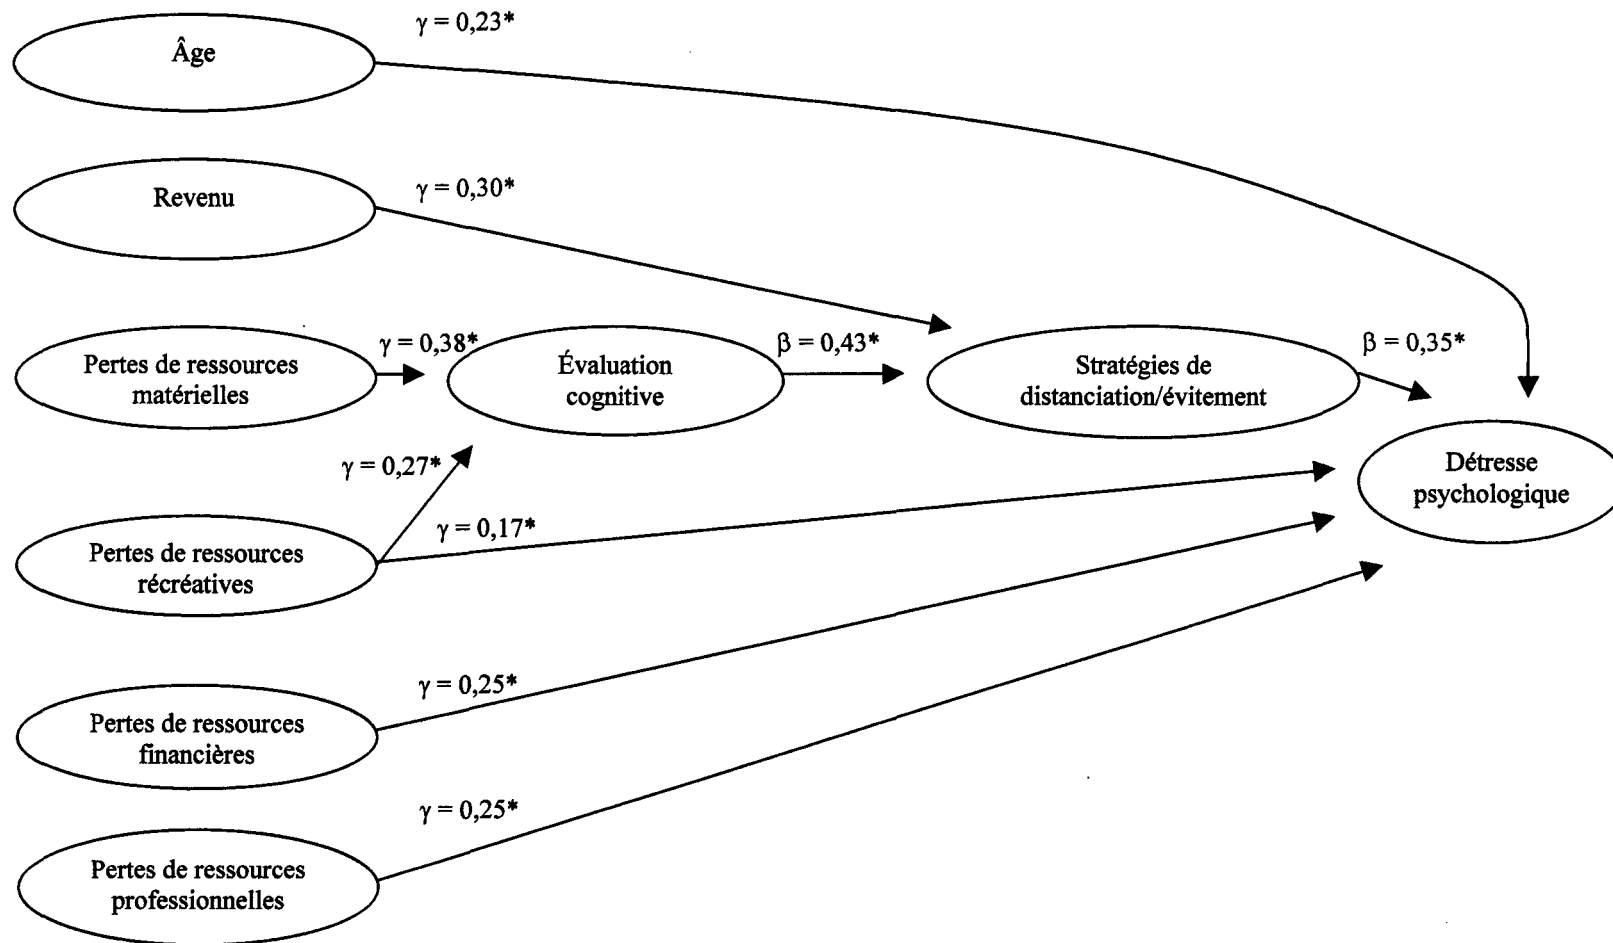 γ = 0,23*
Âge
γ = 0,30*
Revenu
γ = 0,38*
β = 0,43*
β = 0,35*
Pertes de ressources
matérielles
Évaluation
cognitive
Stratégies de
distanciation/évitement
γ = 0,27*
Détresse
psychologique
γ = 0,17*
Pertes de ressources
récréatives
γ = 0,25*
Pertes de ressources
financières
γ = 0,25*
Pertes de ressources
professionnelles